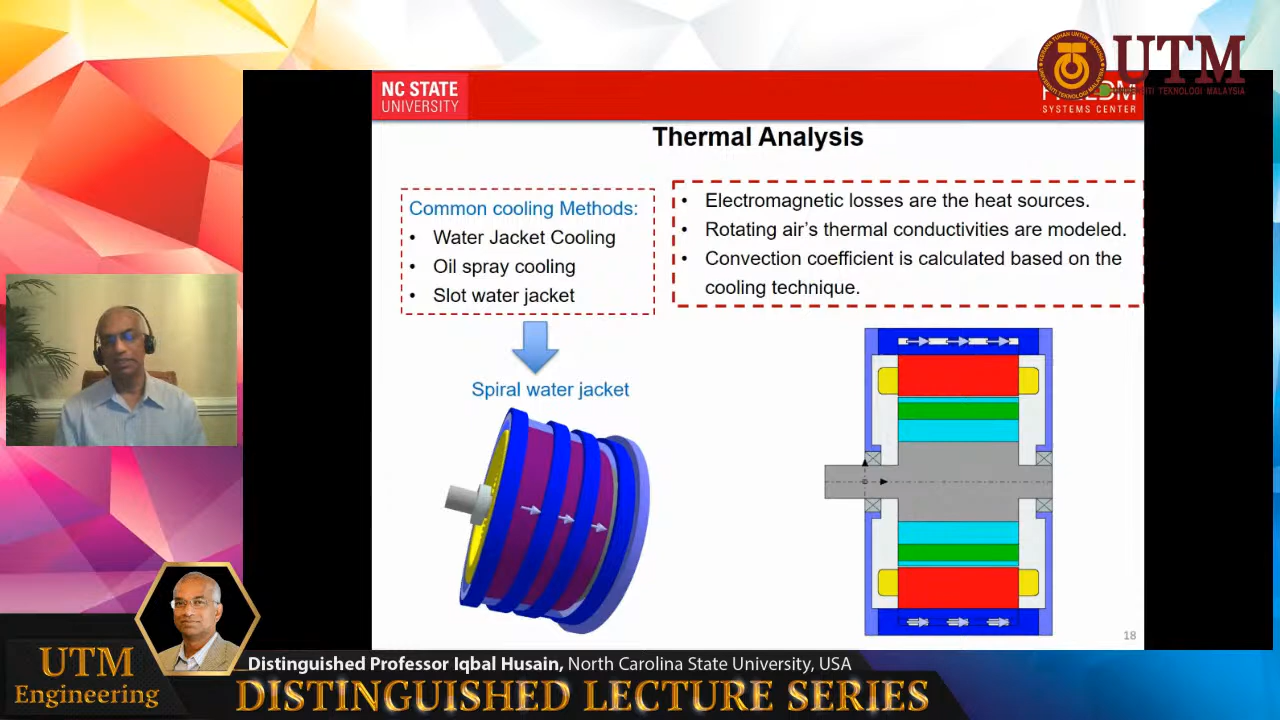 UTM
UNIVERSITI TEKNOLOGI MALAYSIA
NC STATE
UNIVERSITY
SYSTEMS CENTER
Thermal Analysis
Common cooling Methods:
• Water Jacket Cooling
• Oil spray cooling
• Slot water jacket
• Electromagnetic losses are the heat sources.
• Rotating air's thermal conductivities are modeled.
• Convection coefficient is calculated based on the
cooling technique.
Spiral water jacket
18
UTM
Engineering
Distinguished Professor Iqbal Husain, North Carolina State University, USA
DISTINGUISHED LECTURE SERIES